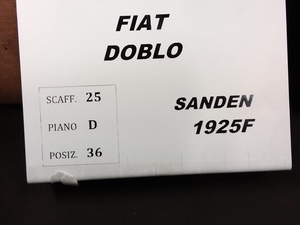 FIAT
DOBLO
SCAFF. 25
PIANO D
POSIZ. 36
SANDEN
1925F